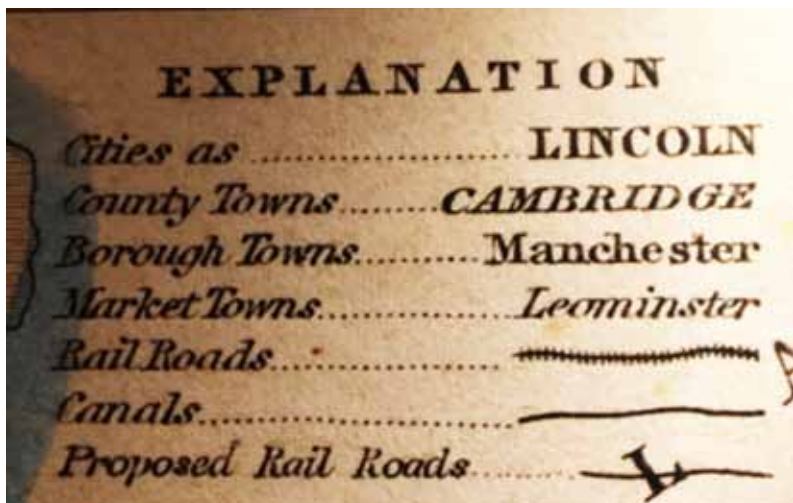 EXPLANATION
Cities as .................... LINCOLN
County Towns.........CAMBRIDGE
Borough Towns............Manchester
Market Towns...................Leominster
Rail Roads
Canals
Proposed Rail Roads
L
A